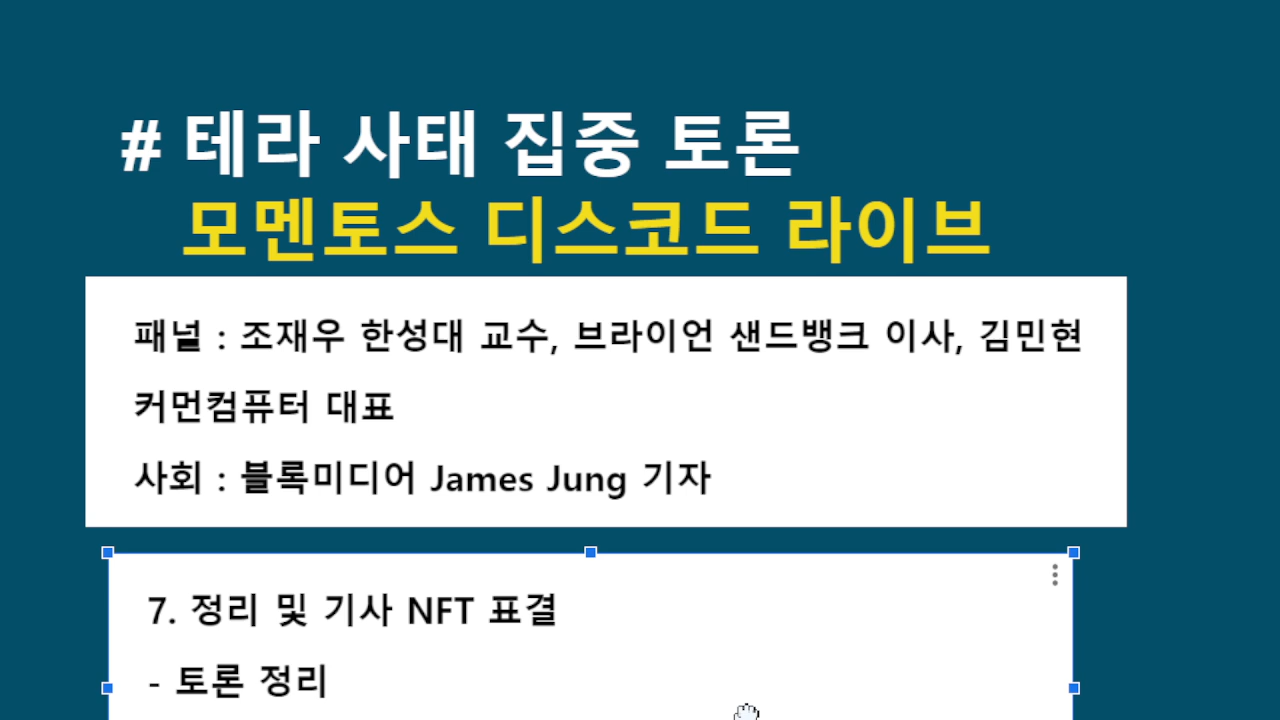 # 테라 사태 집중 토론
모멘토스 디스코드 라이브
패널 : 조재우 한성대 교수, 브라이언 샌드뱅크 이사, 김민현
커먼컴퓨터 대표
사회 : 블록미디어 James Jung 기자
7. 정리 및 기사 NFT 표결
- 토론 정리